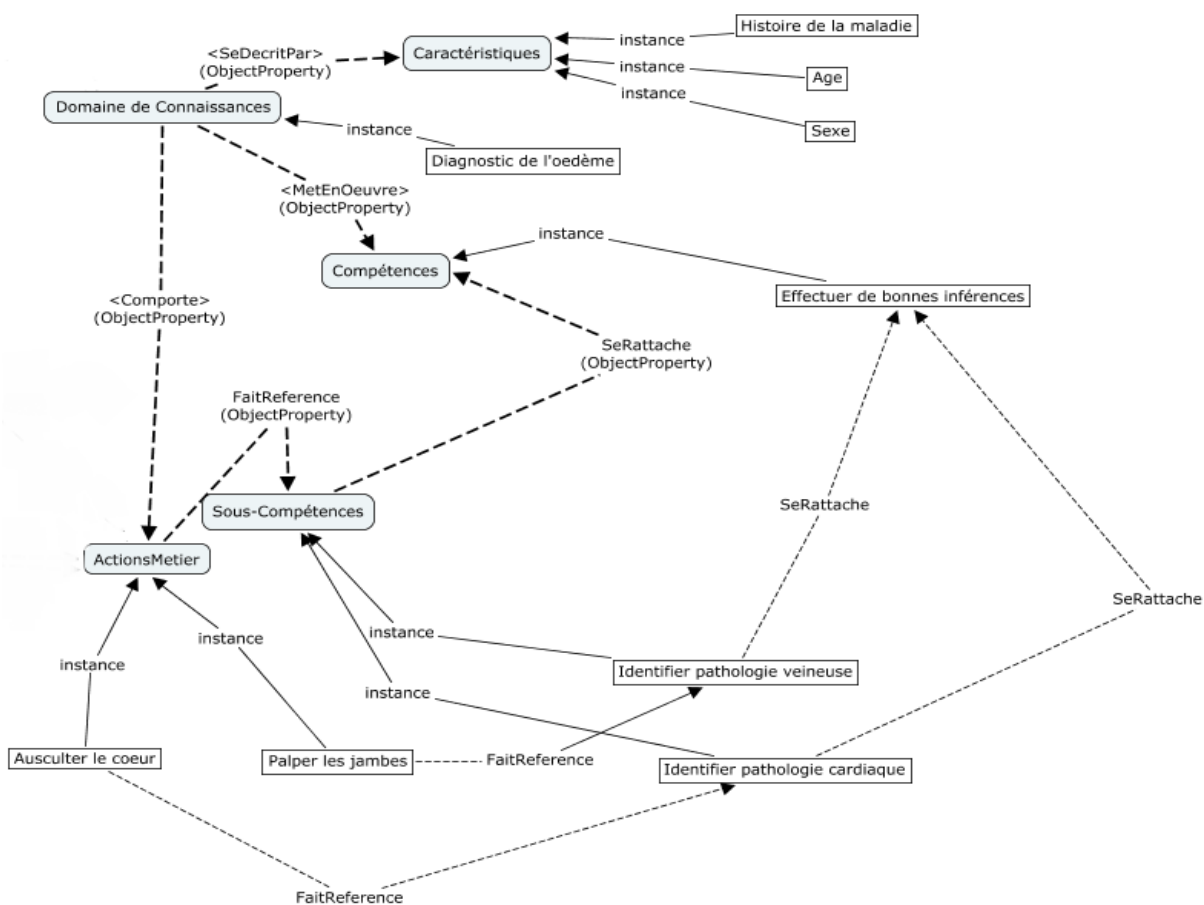 Histoire de la maladie
instance
<SeDecritPar>
(ObjectProperty)
Caractéristiques
instance
Age
instance
Domaine de Connaissances
instance
Sexe
Diagnostic de l'oedème
<MetEnOeuvre>
(ObjectProperty)
instance
Compétences
Effectuer de bonnes inférences
<Comporte>
(ObjectProperty)
SeRattache
(ObjectProperty)
FaitReference
(ObjectProperty)
SeRattache
Sous-Compétences
ActionsMetier
SeRattache
instance
instance
instance
Identifier pathologie veineuse
instance
Ausculter le coeur
Palper les jambes
FaitReference
Identifier pathologie cardiaque
FaitReference